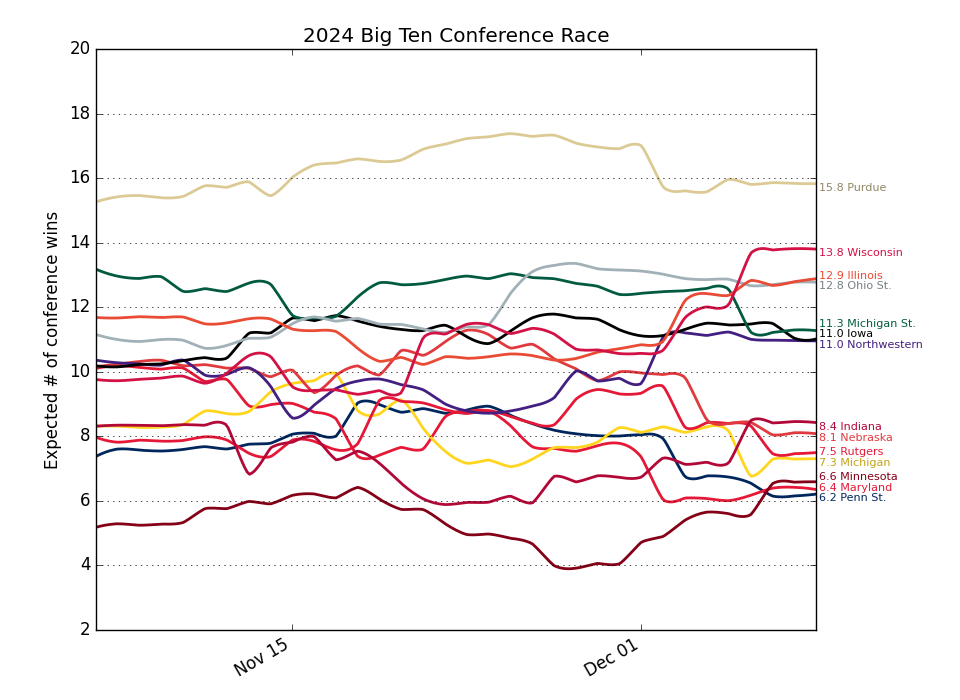 2024 Big Ten Conference Race
Expected # of conference wins
20
18
16
14
12
10
8
6
4
2
Nov 15
Dec 01
15.8 Purdue
13.8 Wisconsin
12.9 Illinois
12.8 Ohio St.
11.3 Michigan St.
11.0 Iowa
11.0 Northwestern
8.4 Indiana
8.1 Nebraska
7.5 Rutgers
7.3 Michigan
6.6 Minnesota
6.4 Maryland
6.2 Penn St.